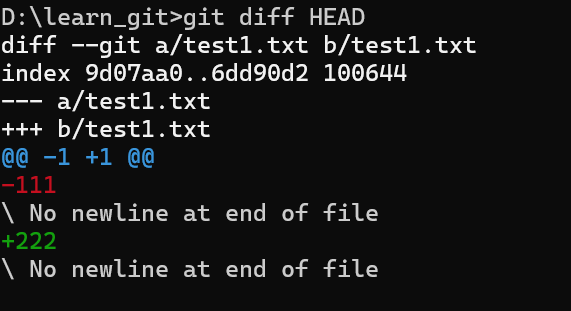 D:\learn_git>git diff HEAD
diff --git a/test1.txt b/test1.txt
index 9d07aa0..6dd90d2 100644
--- a/test1.txt
+++ b/test1.txt
@@ -1 +1 @@
-111
\ No newline at end of file
+222
\ No newline at end of file